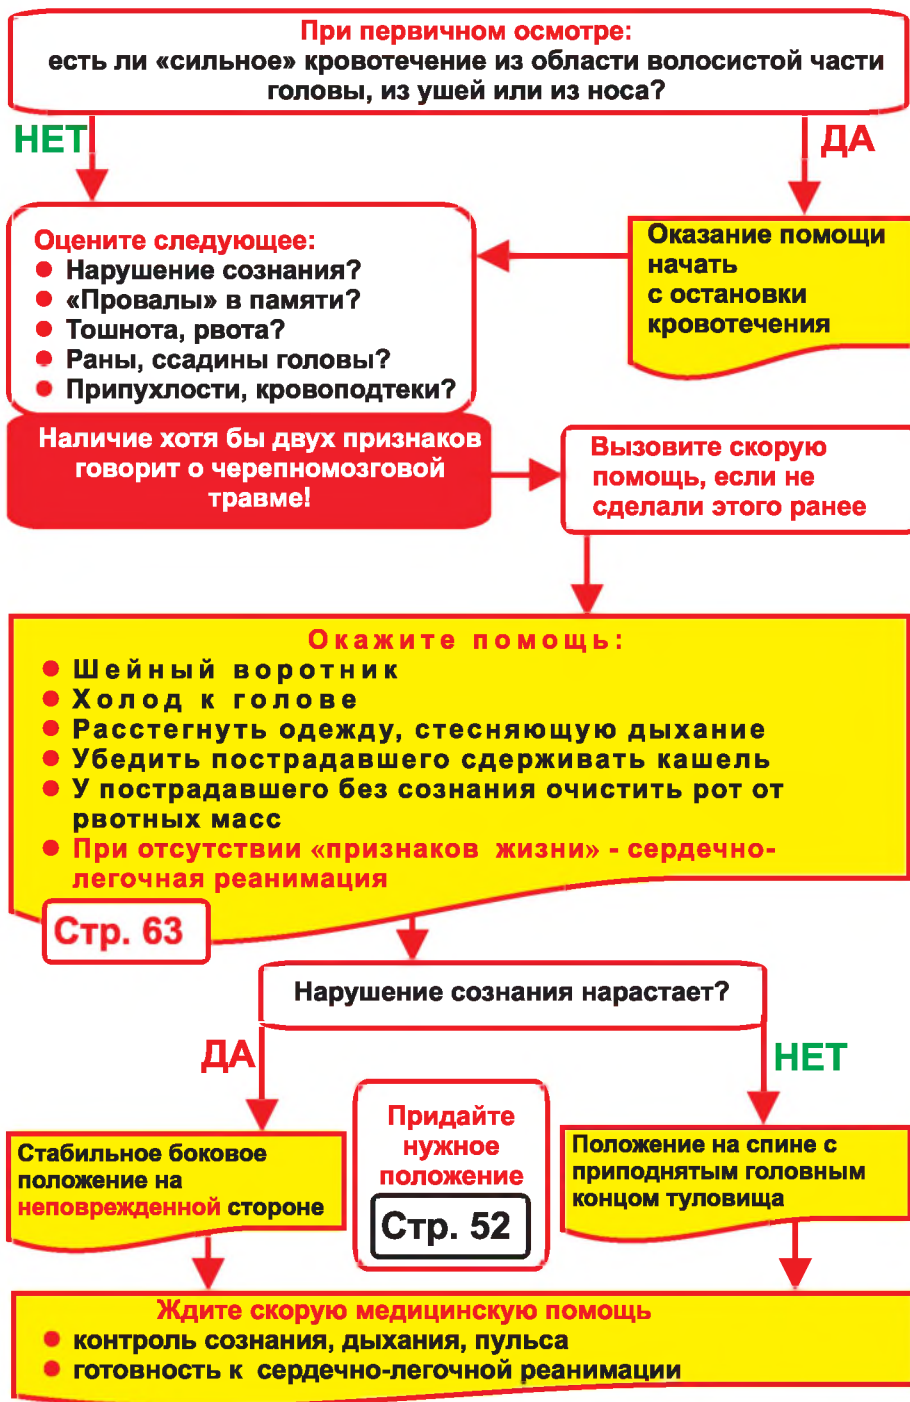 При первичном осмотре:
есть ли «сильное» кровотечение из области волосистой части
головы, из ушей или из носа?
НЕТ
ДА
Оцените следующее:
Нарушение сознания?
«Провалы» в памяти?
Тошнота, рвота?
Раны, ссадины головы?
Припухлости, кровоподтеки?
Оказание помощи
начать
с остановки
кровотечения
Наличие хотя бы двух признаков
говорит о черепномозговой
травме!
Вызовите скорую
помощь, если не
сделали этого ранее
Окажите помощь:
Шейный воротник
Холод к голове
Расстегнуть одежду, стесняющую дыхание
Убедить пострадавшего сдерживать кашель
У пострадавшего без сознания очистить рот от
рвотных масс
При отсутствии «признаков жизни» - сердечно-
легочная реанимация
Стр. 63
Нарушение сознания нарастает?
ДА
НЕТ
Стабильное боковое
положение на
неповрежденной стороне
Придайте
нужное
положение
Стр. 52
Положение на спине с
приподнятым головным
концом туловища
Ждите скорую медицинскую помощь
контроль сознания, дыхания, пульса
готовность к сердечно-легочной реанимации